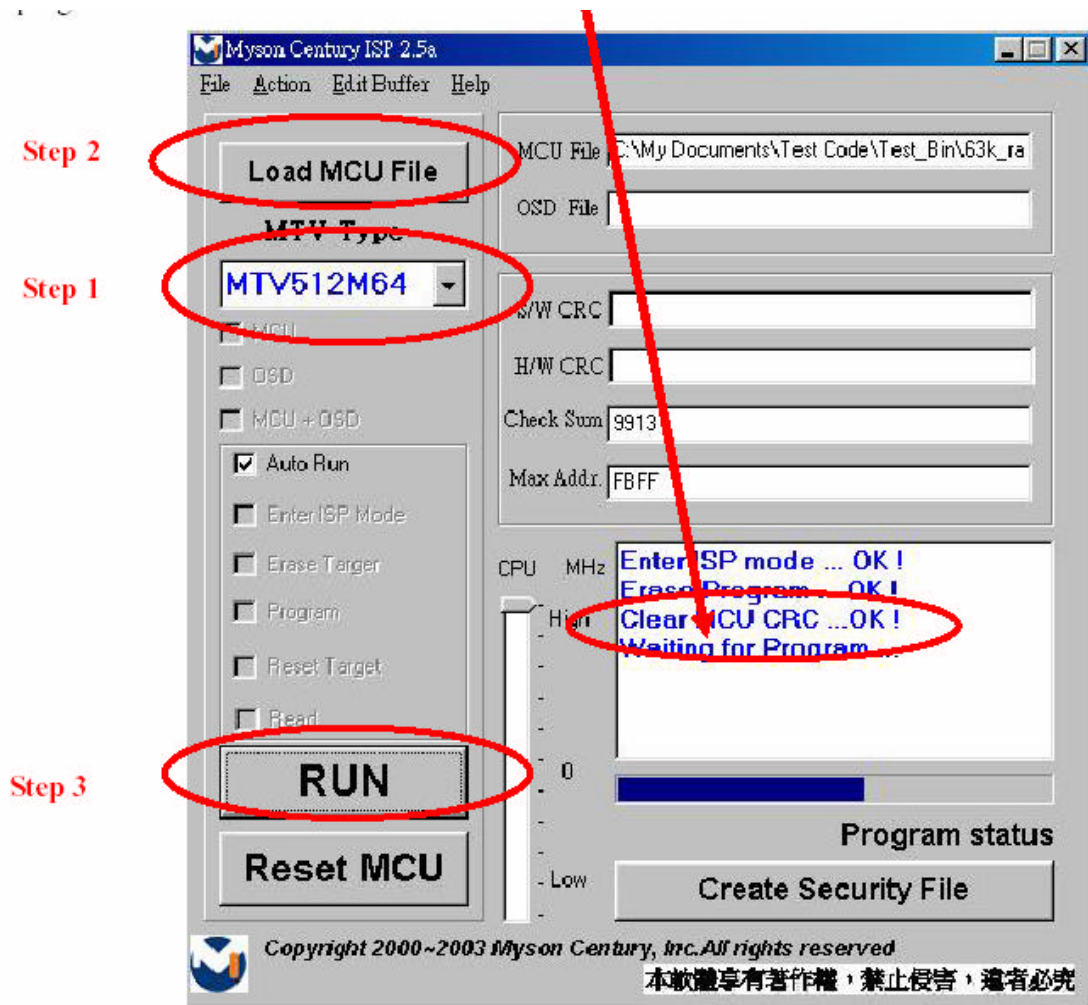 Myson Century ISP 2.5a
File Action Edit Buffer Help
Step 2
Load MCU File
MCU File C:\My Documents\Test Code\Test_Bin\63k_ra
OSD File
MTV Type
Step 1
MTV512M64
S/W CRC
MCU
H/W CRC
OSD
MCU + OSD
Check Sum 9913
Auto Run
Max Addr. FBFF
Enter ISP Mode
Erase Targer
Program
Reset Target
Read
CPU MHz
High
0
Low
Enter ISP mode ... OK !
Erase Program ... OK !
Clear MCU CRC ...OK !
Waiting for Program ...
Step 3
RUN
Program status
Reset MCU
Create Security File
Copyright 2000~2003 Myson Century, Inc.All rights reserved
本軟體享有著作權，禁止侵害，違者必究